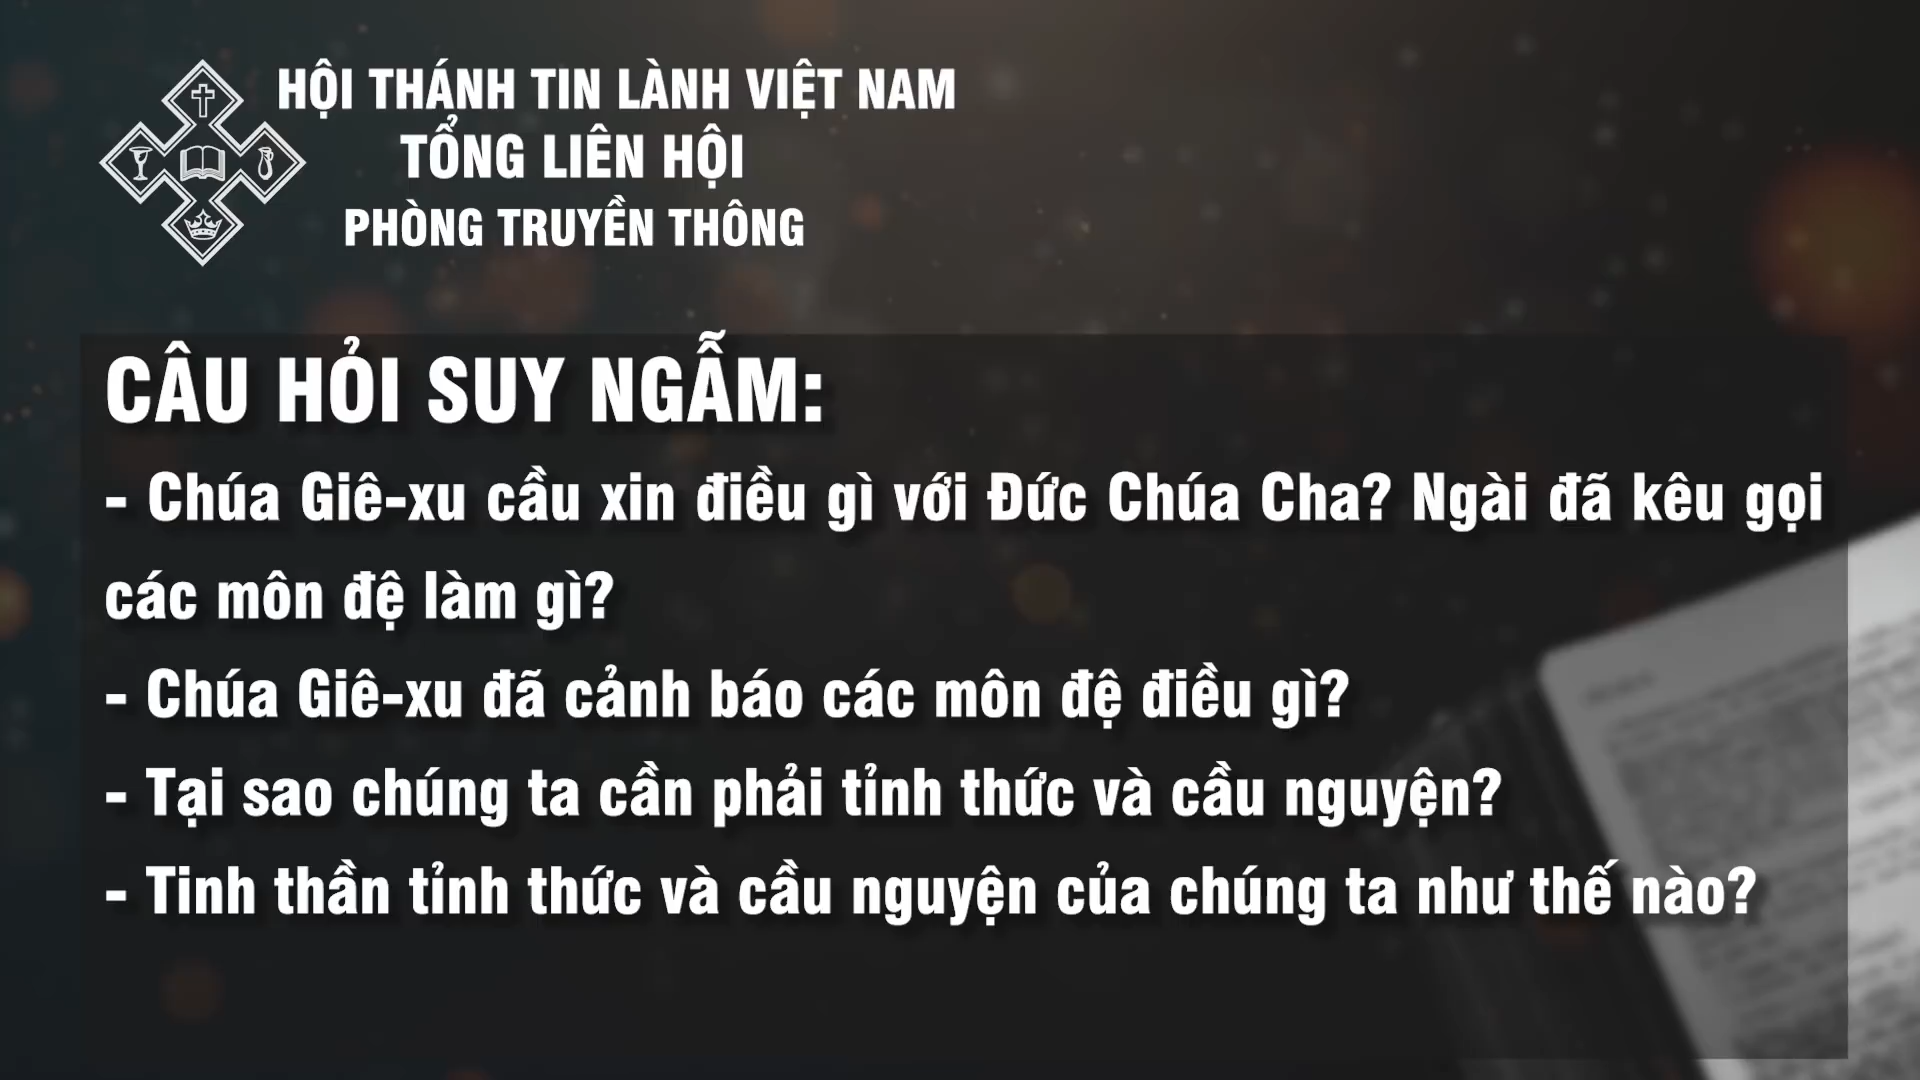 HỘI THÁNH TIN LÀNH VIỆT NAM
TỔNG LIÊN HỘI
PHÒNG TRUYỀN THÔNG
CÂU HỎI SUY NGẪM:
- Chúa Giê-xu cầu xin điều gì với Đức Chúa Cha? Ngài đã kêu gọi
các môn đệ làm gì?
- Chúa Giê-xu đã cảnh báo các môn đệ điều gì?
- Tại sao chúng ta cần phải tỉnh thức và cầu nguyện?
- Tinh thần tỉnh thức và cầu nguyện của chúng ta như thế nào?